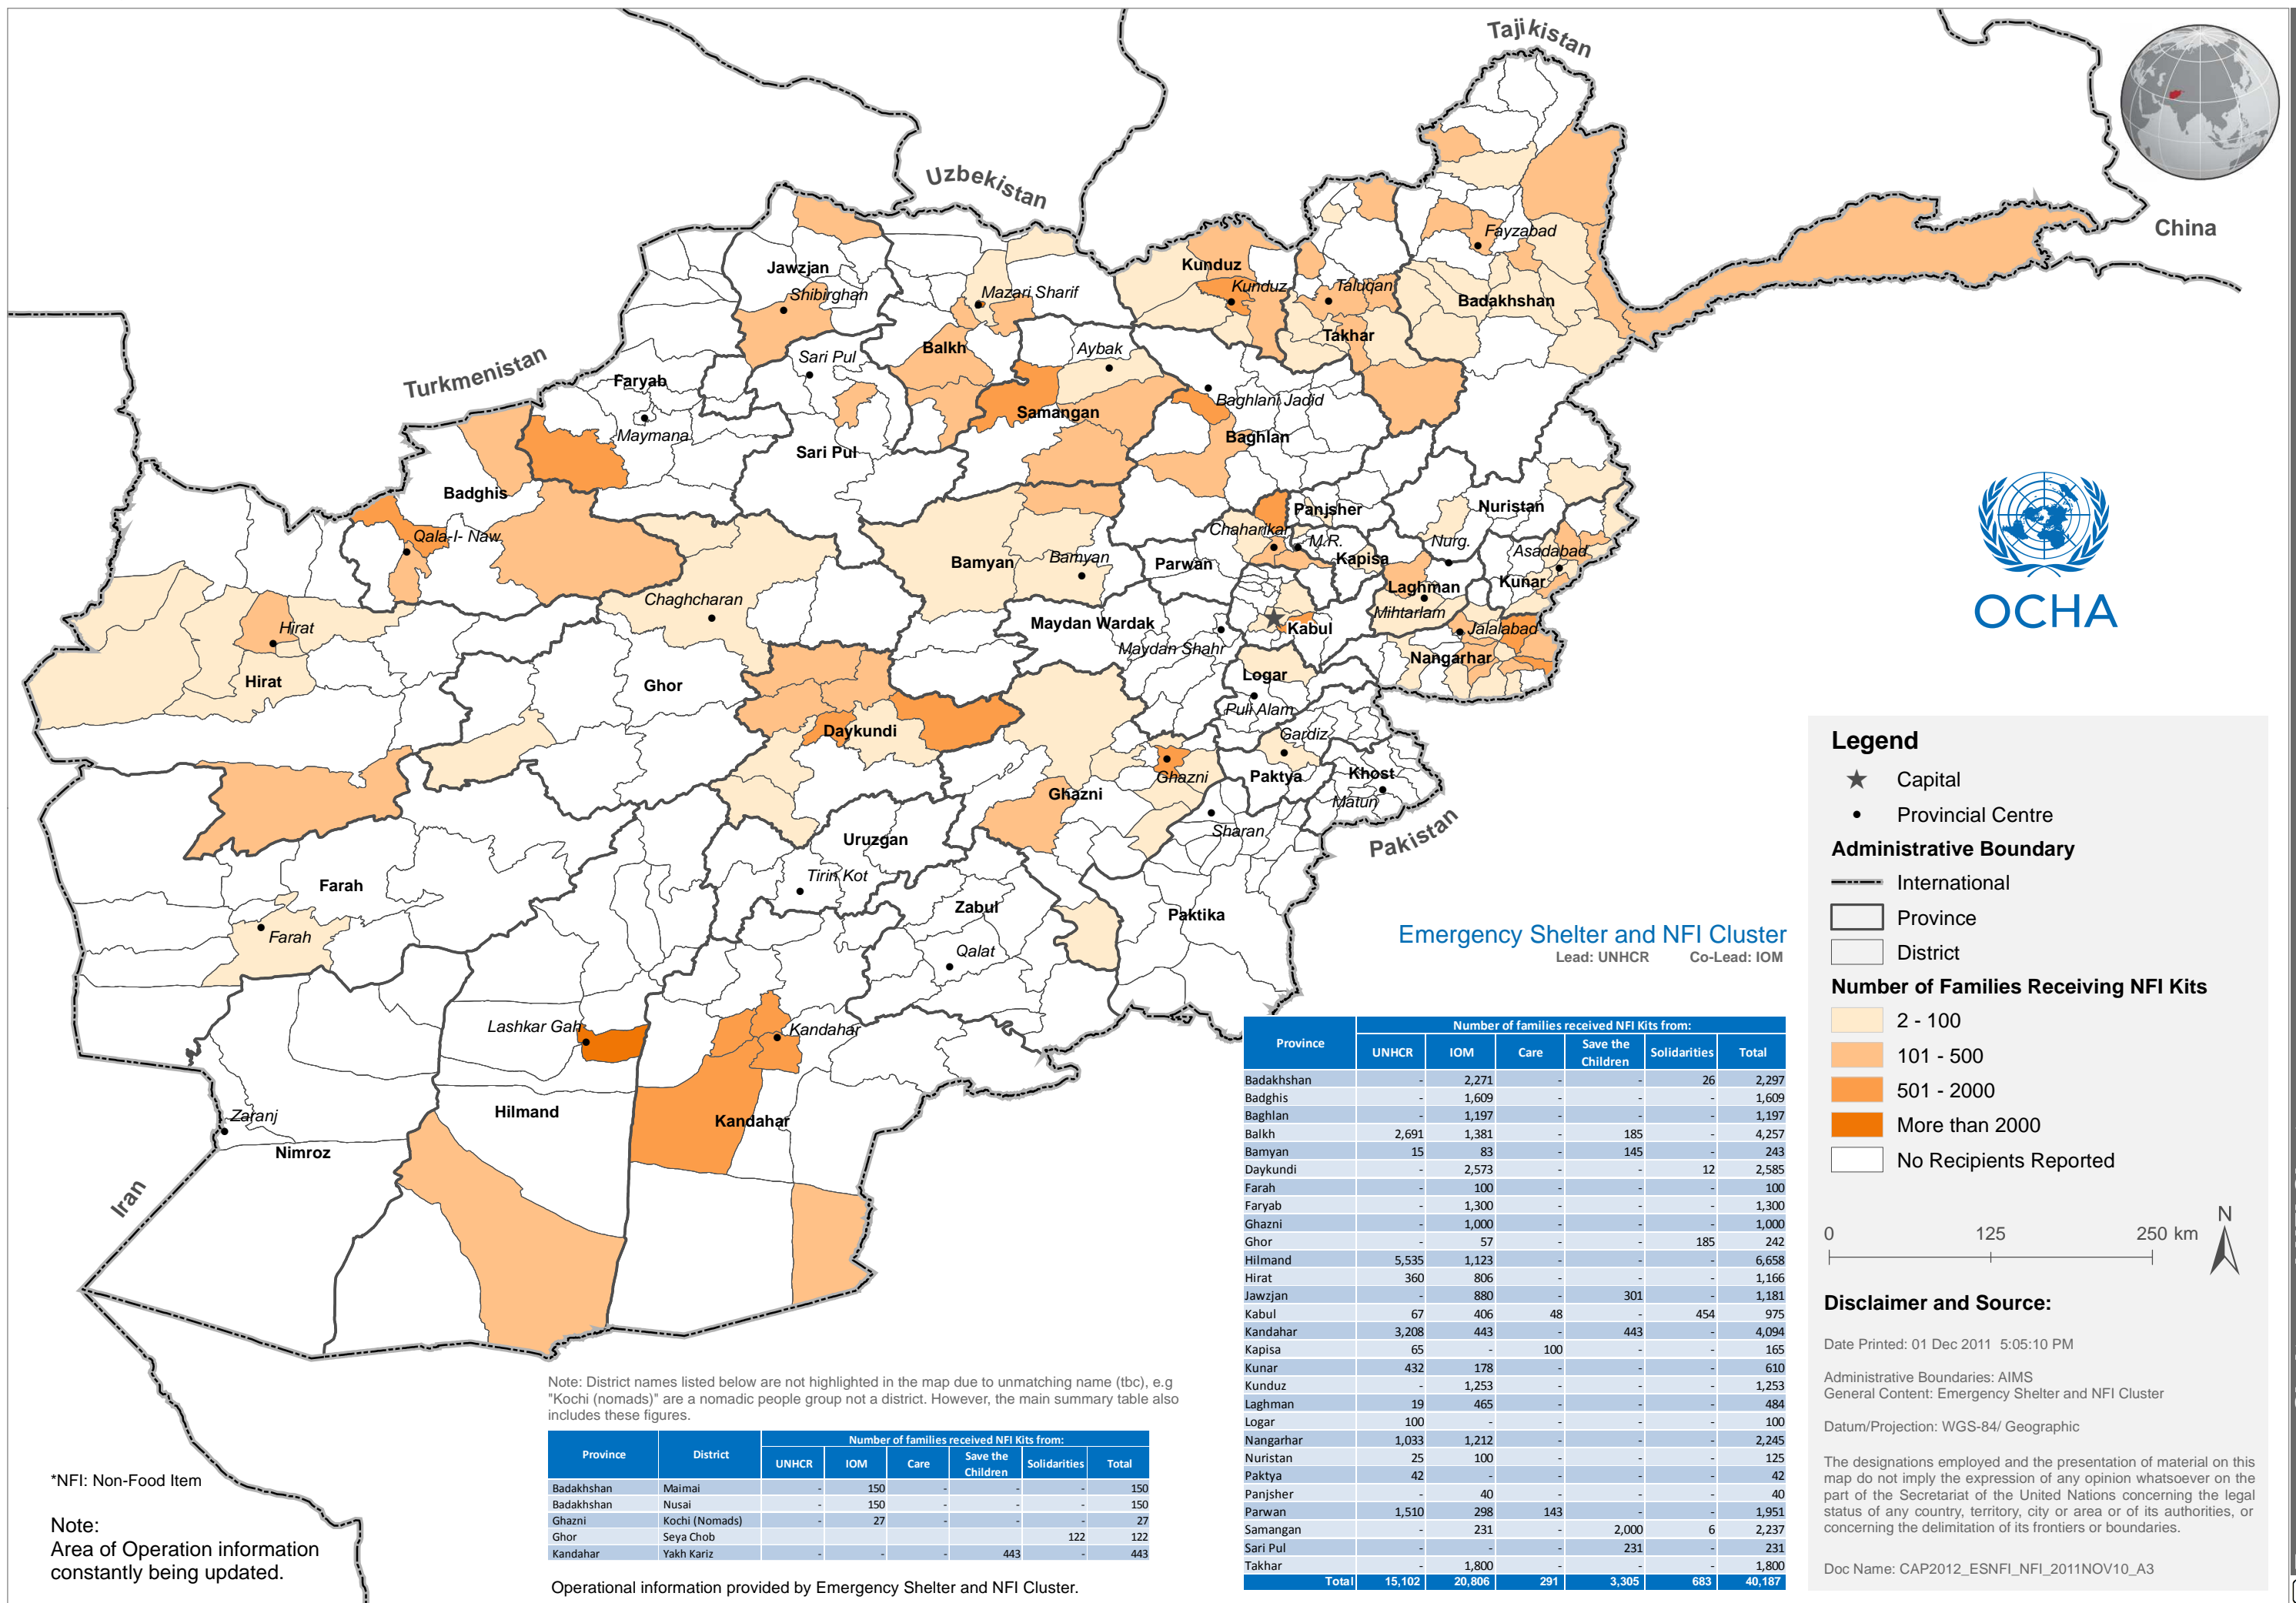 Tajikistan
Uzbekistan
China
Turkmenistan
Pakistan
Iran
Jawzjan
Shibirghan
Mazari Sharif
Balkh
Kunduz
Kunduz
Taluqan
Takhar
Fayzabad
Badakhshan
Sari Pul
Aybak
Faryab
Maymana
Samangan
Baghlani Jadid
Baghlan
Sari Pul
Badghis
Qala-I- Naw
Panjsher
Nuristan
Chaharikar
M.R.
Nurg.
Asadabad
Bamyan
Bamyan
Parwan
Kapisa
Laghman
Kunar
Chaghcharan
Mihtarlam
Hirat
Maydan Wardak
Kabul
Jalalabad
Maydan Shahr
Nangarhar
Hirat
Ghor
Logar
Puli Alam
Daykundi
Gardiz
Ghazni
Paktya
Khost
Ghazni
Matun
Sharan
Uruzgan
Tirin Kot
Farah
Zabul
Paktika
Farah
Qalat
Lashkar Gah
Kandahar
Hilmand
Kandahar
Zaranj
Nimroz
OCHA
Legend
Capital
Provincial Centre
Administrative Boundary
International
Province
District
Number of Families Receiving NFI Kits
2 - 100
101 - 500
501 - 2000
More than 2000
No Recipients Reported
0 125 250 km
N
Disclaimer and Source:
Date Printed: 01 Dec 2011 5:05:10 PM
Administrative Boundaries: AIMS
General Content: Emergency Shelter and NFI Cluster
Datum/Projection: WGS-84/ Geographic
The designations employed and the presentation of material on this
map do not imply the expression of any opinion whatsoever on the
part of the Secretariat of the United Nations concerning the legal
status of any country, territory, city or area or of its authorities, or
concerning the delimitation of its frontiers or boundaries.
Doc Name: CAP2012_ESNFI_NFI_2011NOV10_A3
Emergency Shelter and NFI Cluster
Lead: UNHCR Co-Lead: IOM
Number of families received NFI Kits from:
Province UNHCR IOM Care Save the Children Solidarities Total
Badakhshan - 2,271 - - 26 2,297
Badghis - 1,609 - - - 1,609
Baghlan - 1,197 - - - 1,197
Balkh 2,691 1,381 - 185 - 4,257
Bamyan 15 83 - 145 - 243
Daykundi - 2,573 - - 12 2,585
Farah - 100 - - - 100
Faryab - 1,300 - - - 1,300
Ghazni - 1,000 - - - 1,000
Ghor - 57 - - 185 242
Hilmand 5,535 1,123 - - - 6,658
Hirat 360 806 - - - 1,166
Jawzjan - 880 - 301 - 1,181
Kabul 67 406 48 - 454 975
Kandahar 3,208 443 - 443 - 4,094
Kapisa 65 - 100 - - 165
Kunar 432 178 - - - 610
Kunduz - 1,253 - - - 1,253
Laghman 19 465 - - - 484
Logar 100 - - - - 100
Nangarhar 1,033 1,212 - - - 2,245
Nuristan 25 100 - - - 125
Paktya 42 - - - - 42
Panjsher - 40 - - - 40
Parwan 1,510 298 143 - - 1,951
Samangan - 231 - 2,000 6 2,237
Sari Pul - - - 231 - 231
Takhar - 1,800 - - - 1,800
Total 15,102 20,806 291 3,305 683 40,187
Note: District names listed below are not highlighted in the map due to unmatching name (tbc), e.g
"Kochi (nomads)" are a nomadic people group not a district. However, the main summary table also
includes these figures.
Number of families received NFI Kits from:
Province District UNHCR IOM Care Save the Children Solidarities Total
Badakhshan Maimai - 150 - - - 150
Badakhshan Nusai - 150 - - - 150
Ghazni Kochi (Nomads) - 27 - - - 27
Ghor Seya Chob 122 122
Kandahar Yakh Kariz - - - 443 - 443
Operational information provided by Emergency Shelter and NFI Cluster.
*NFI: Non-Food Item
Note:
Area of Operation information
constantly being updated.